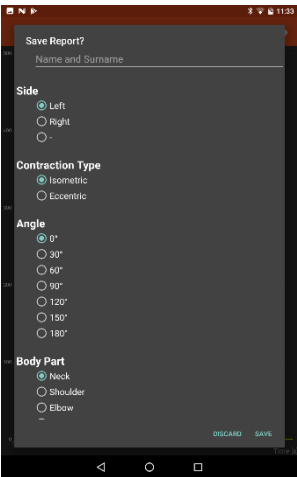 11:33
Save Report?
Name and Surname
Side
Left
Right
-
Contraction Type
Isometric
Eccentric
Angle
0°
30°
60°
90°
120°
150°
180°
Body Part
Neck
Shoulder
Elbow
DISCARD SAVE
0